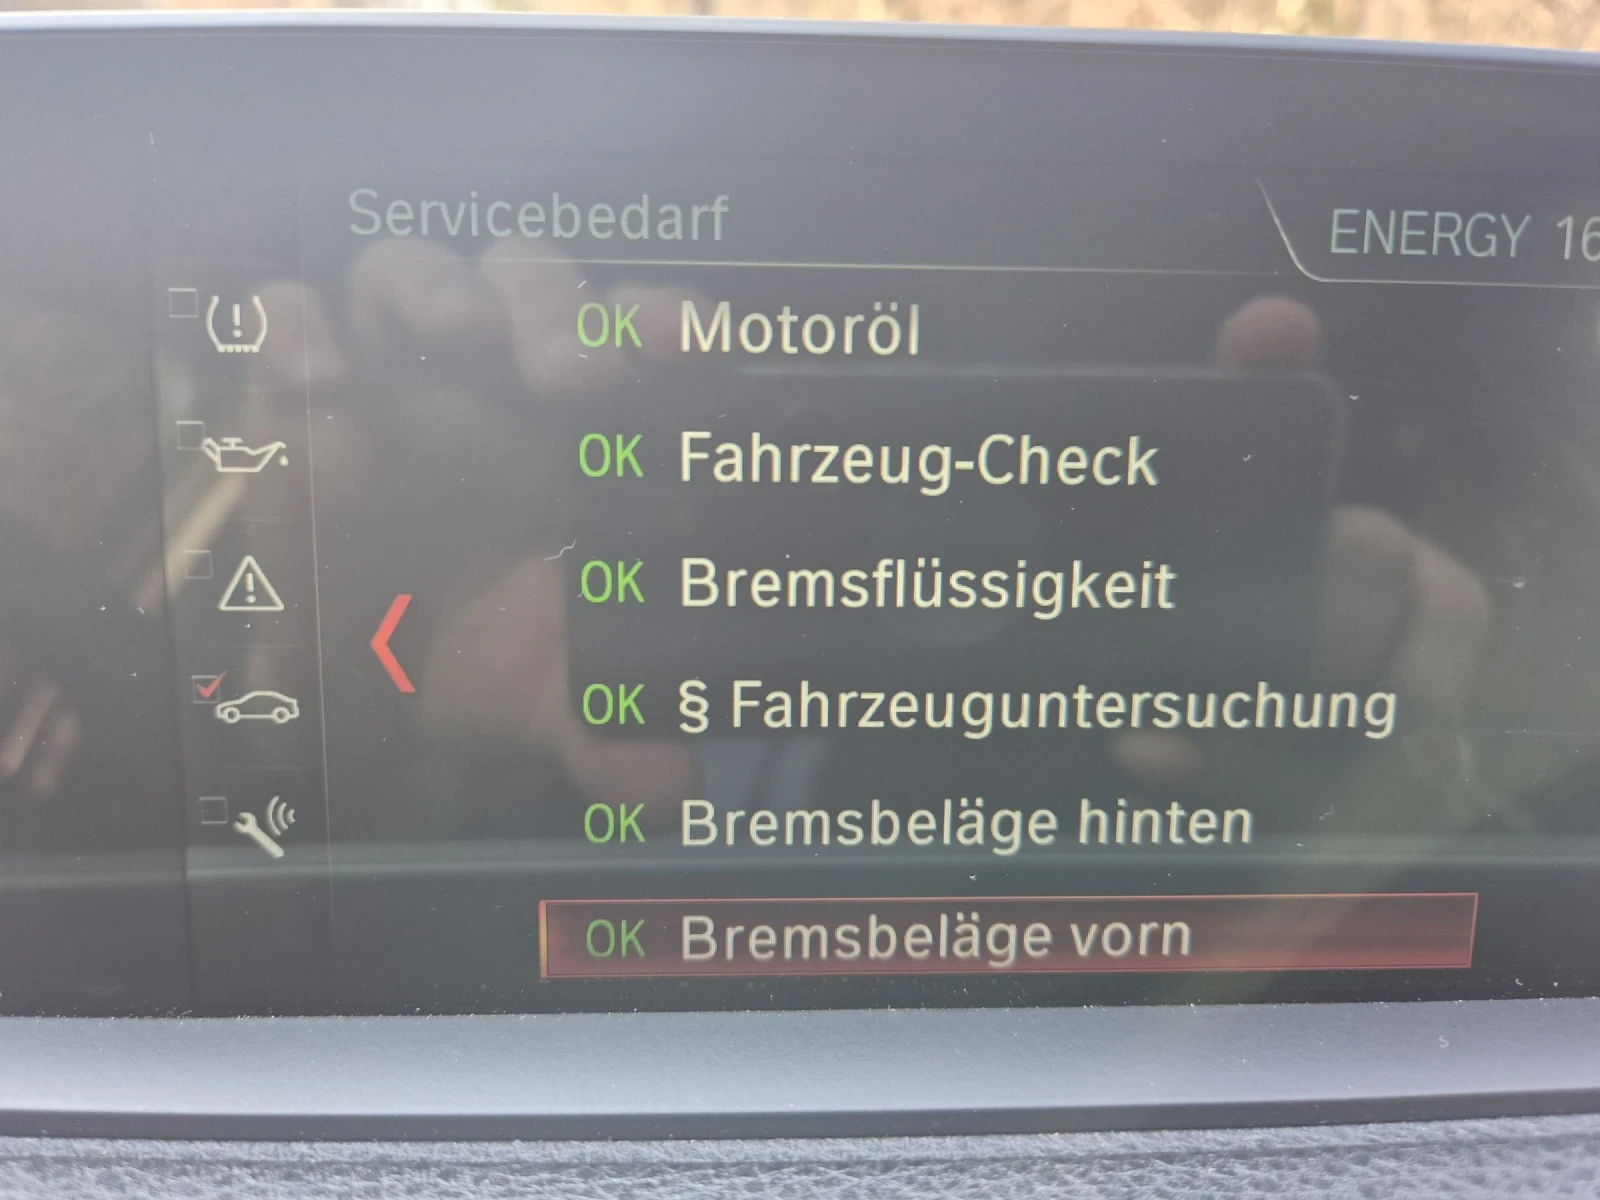 Servicebedarf
ENERGY 16
OK Motoröl
OK Fahrzeug-Check
OK Bremsflüssigkeit
OK § Fahrzeuguntersuchung
OK Bremsbeläge hinten
OK Bremsbeläge vorn